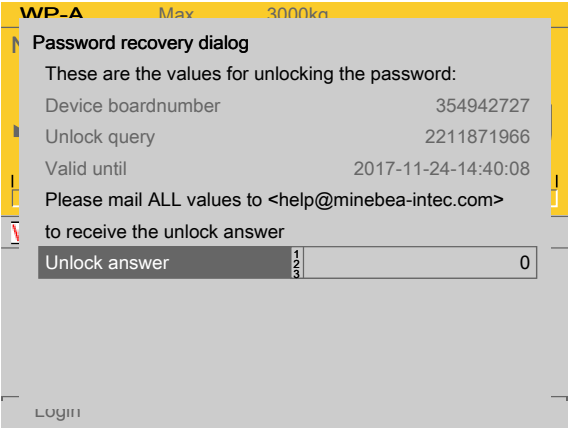 WP-A Max 3000kg
Password recovery dialog
These are the values for unlocking the password:
Device boardnumber 354942727
Unlock query 2211871966
Valid until 2017-11-24-14:40:08
Please mail ALL values to <help@minebea-intec.com>
to receive the unlock answer
Unlock answer 123 0
Login